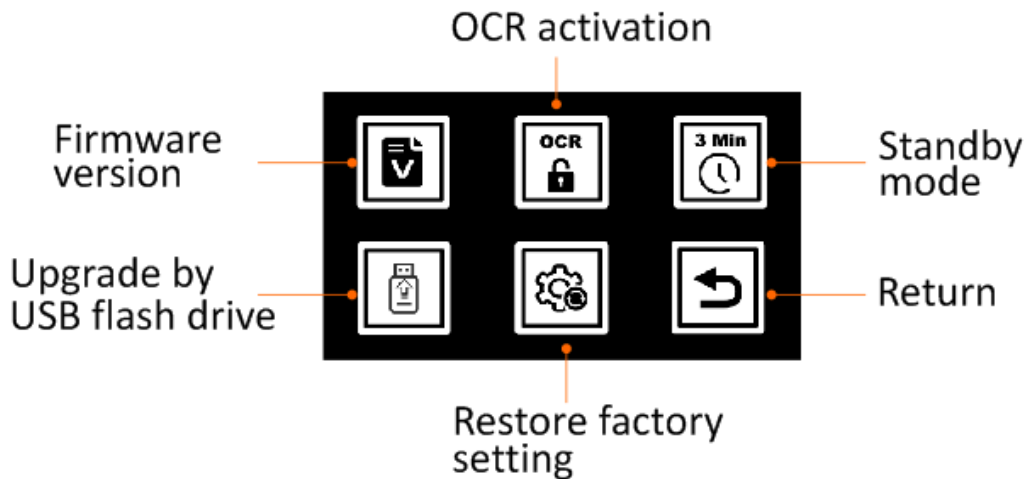 OCR activation
Firmware
version
V
OCR
3 Min
Standby
mode
Upgrade by
USB flash drive
Return
Restore factory
setting